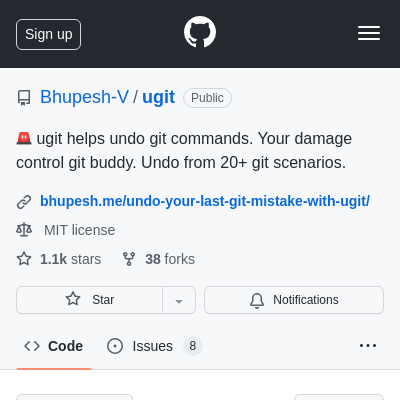 Sign up
Bhupesh-V / ugit Public
🚨 ugit helps undo git commands. Your damage
control git buddy. Undo from 20+ git scenarios.
bhupesh.me/undo-your-last-git-mistake-with-ugit/
MIT license
1.1k stars 38 forks
Star Notifications
Code Issues 8